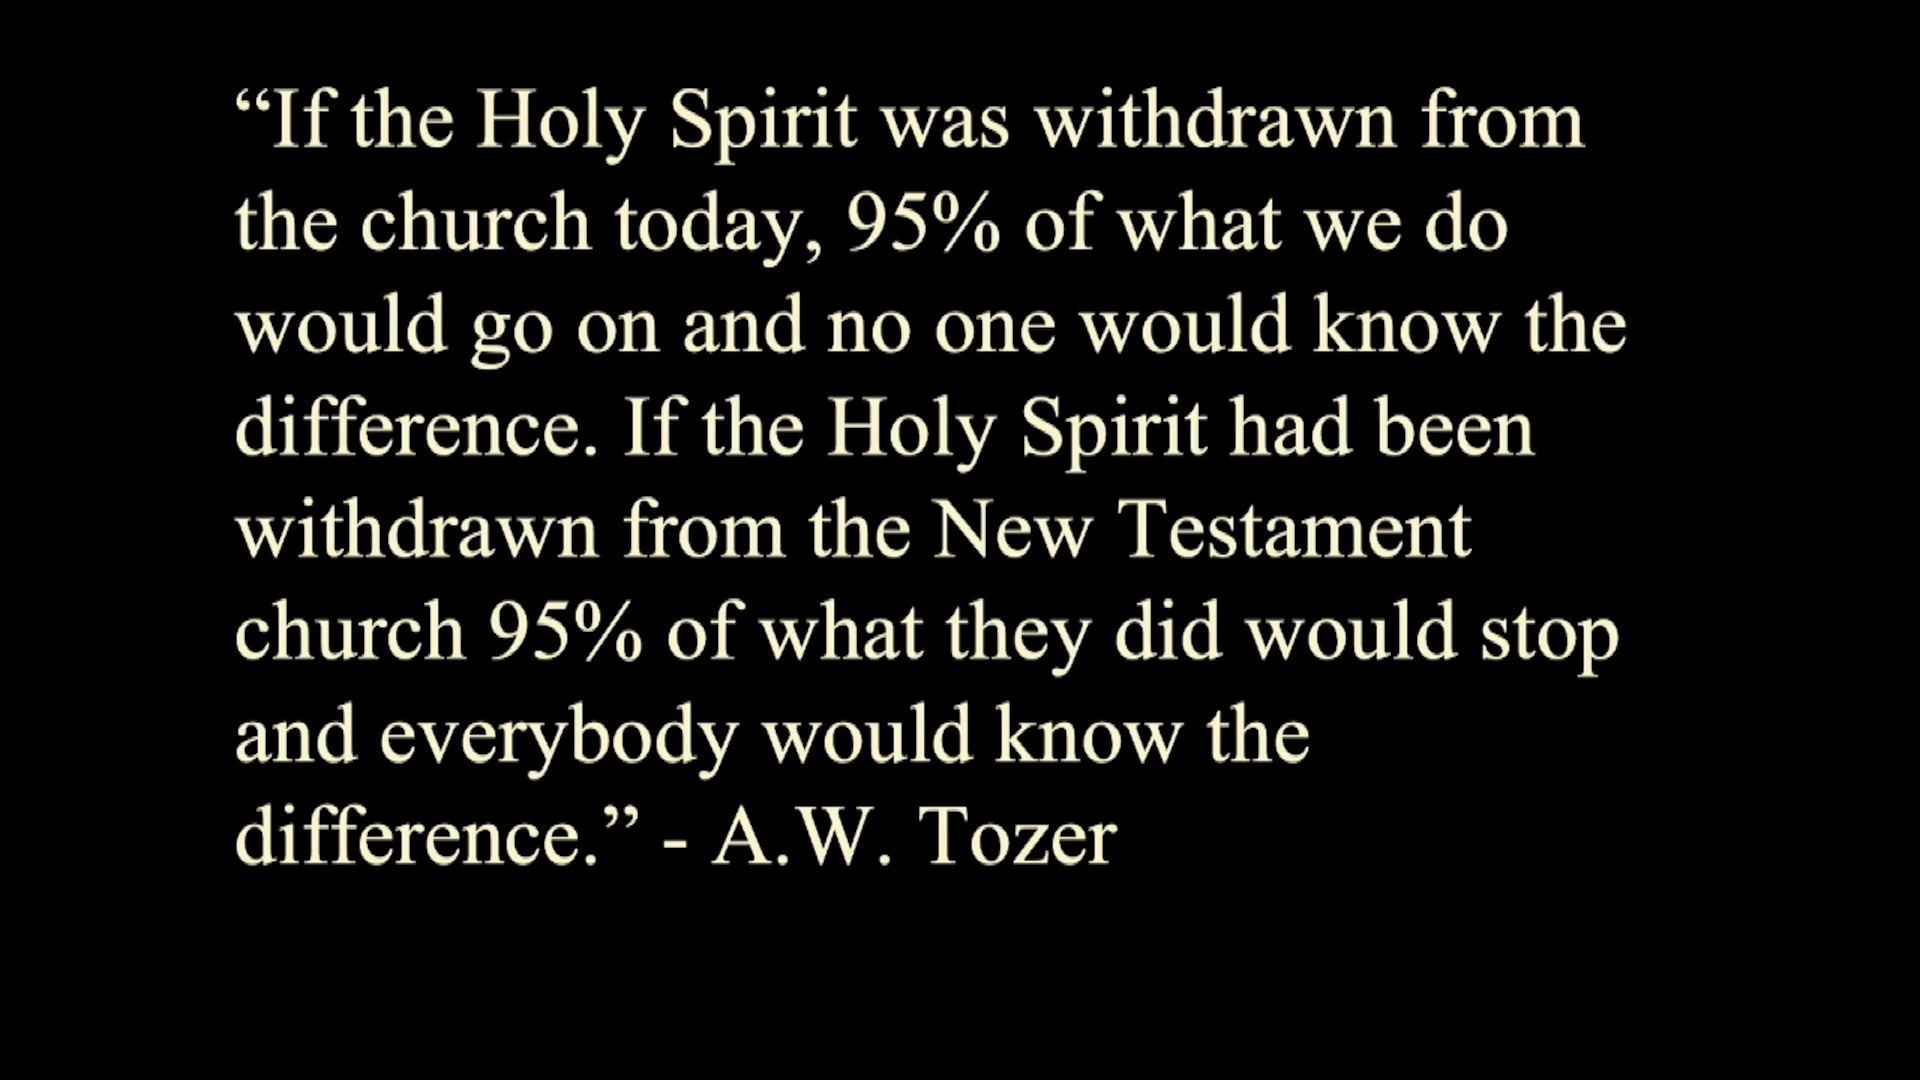 “If the Holy Spirit was withdrawn from
the church today, 95% of what we do
would go on and no one would know the
difference. If the Holy Spirit had been
withdrawn from the New Testament
church 95% of what they did would stop
and everybody would know the
difference.” - A.W. Tozer